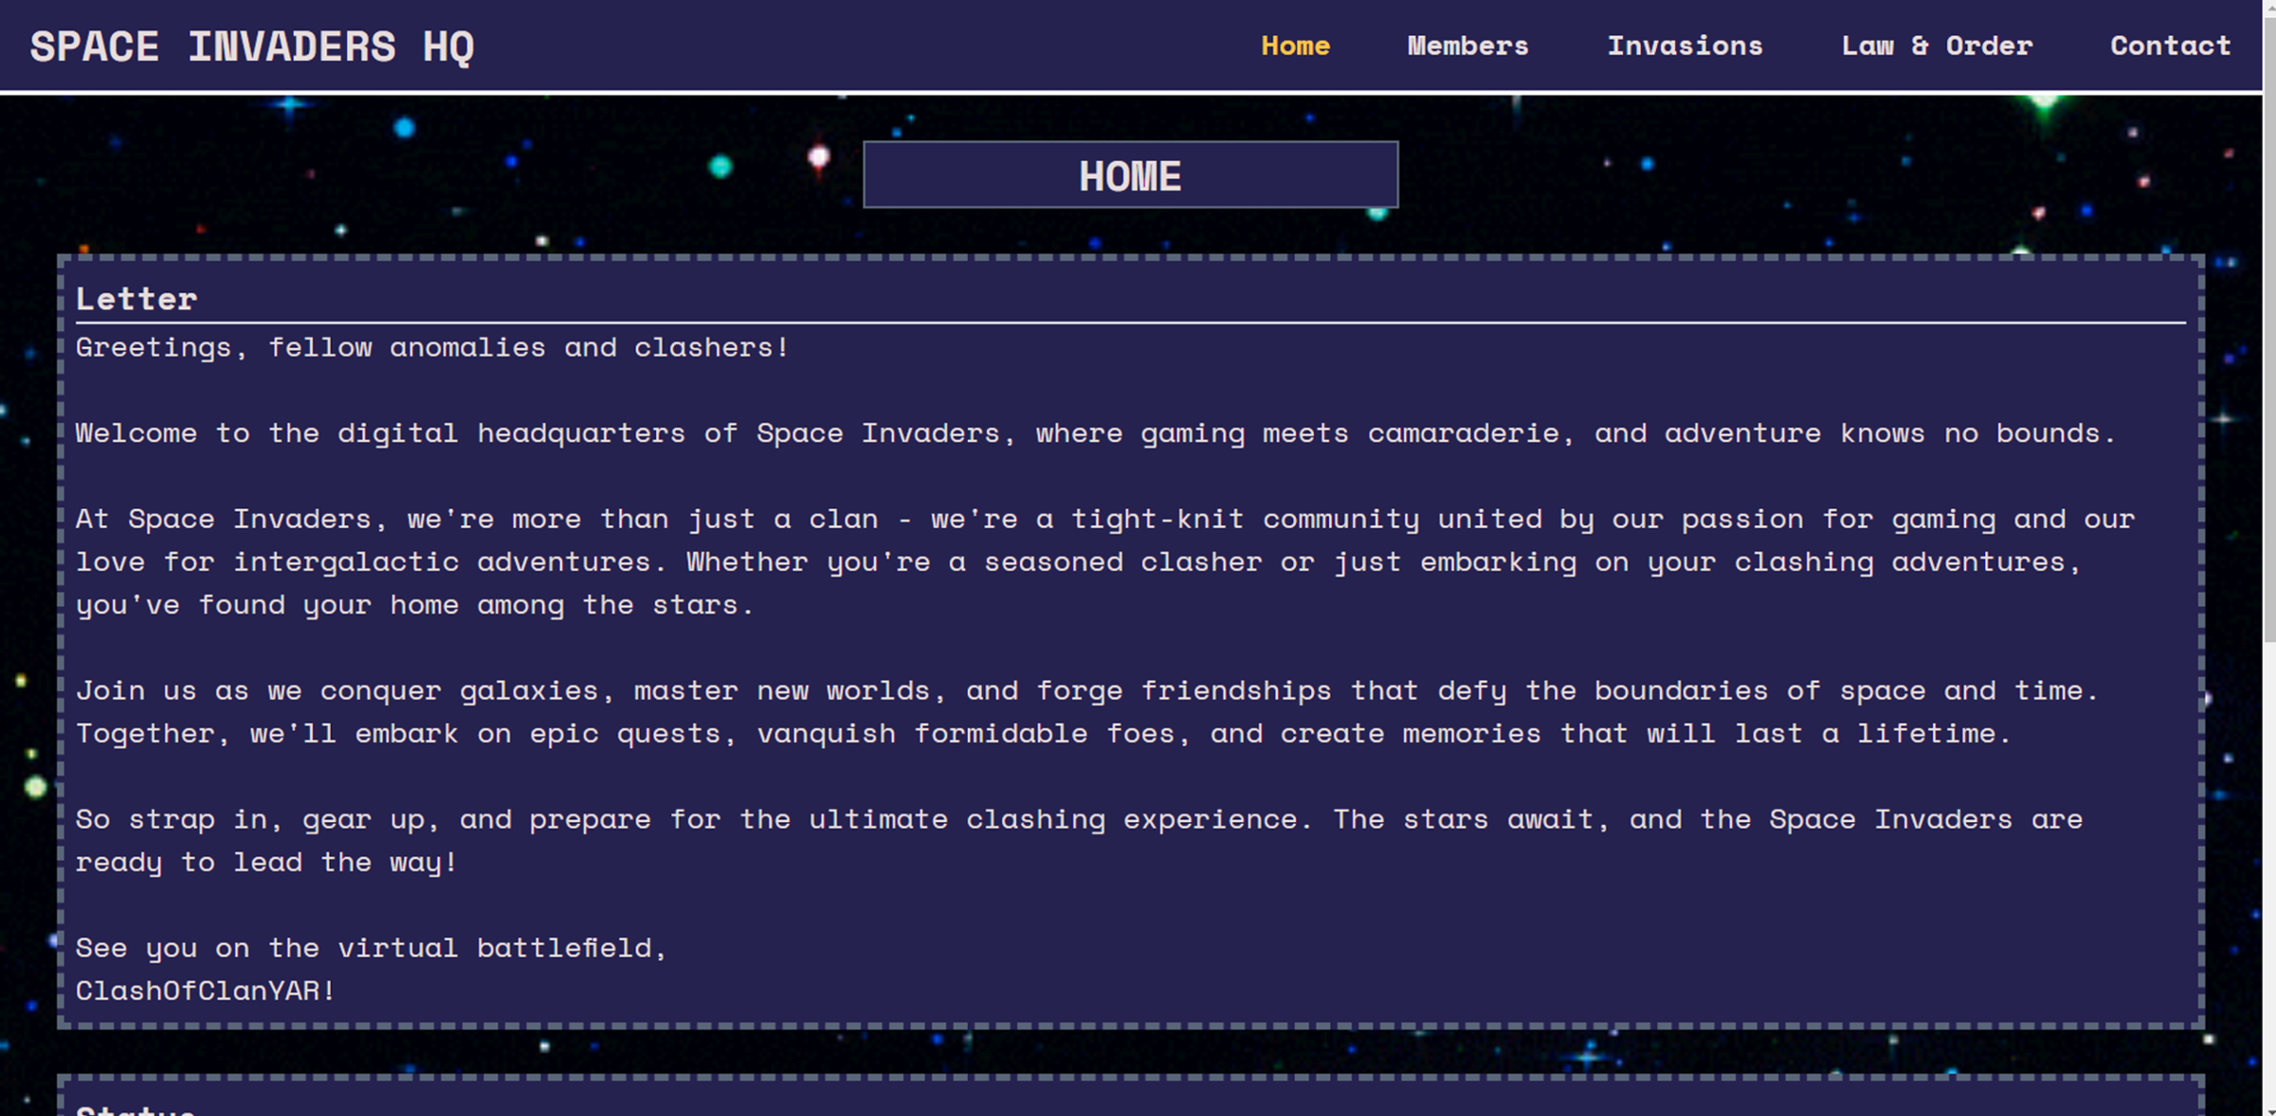 SPACE INVADERS HQ
Home Members Invasions Law & Order Contact
HOME
Letter
Greetings, fellow anomalies and clashers!
Welcome to the digital headquarters of Space Invaders, where gaming meets camaraderie, and adventure knows no bounds.
At Space Invaders, we're more than just a clan - we're a tight-knit community united by our passion for gaming and our
love for intergalactic adventures. Whether you're a seasoned clasher or just embarking on your clashing adventures,
you've found your home among the stars.
Join us as we conquer galaxies, master new worlds, and forge friendships that defy the boundaries of space and time.
Together, we'll embark on epic quests, vanquish formidable foes, and create memories that will last a lifetime.
So strap in, gear up, and prepare for the ultimate clashing experience. The stars await, and the Space Invaders are
ready to lead the way!
See you on the virtual battlefield,
ClashOfClanYAR!
Status